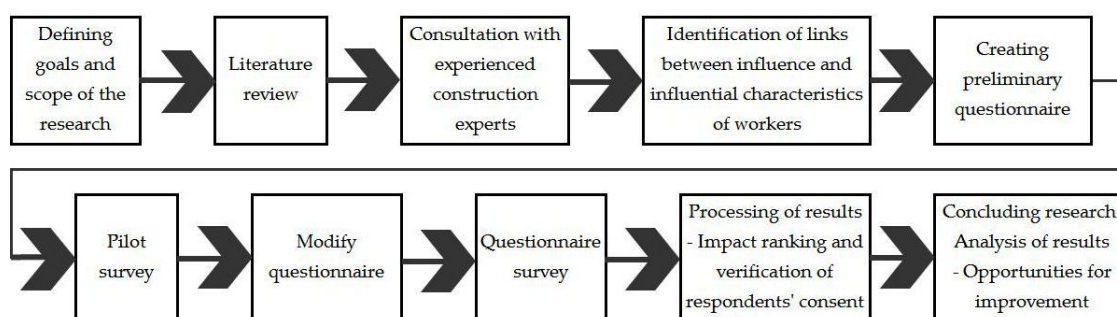 Defining
goals and
scope of the
research
Literature
review
Consultation with
experienced
construction
experts
Identification of links
between influence and
influential characteristics
of workers
Creating
preliminary
questionnaire
Pilot
survey
Modify
questionnaire
Questionnaire
survey
Processing of results
- Impact ranking and
verification of
respondents' consent
Concluding research
Analysis of results
- Opportunities for
improvement